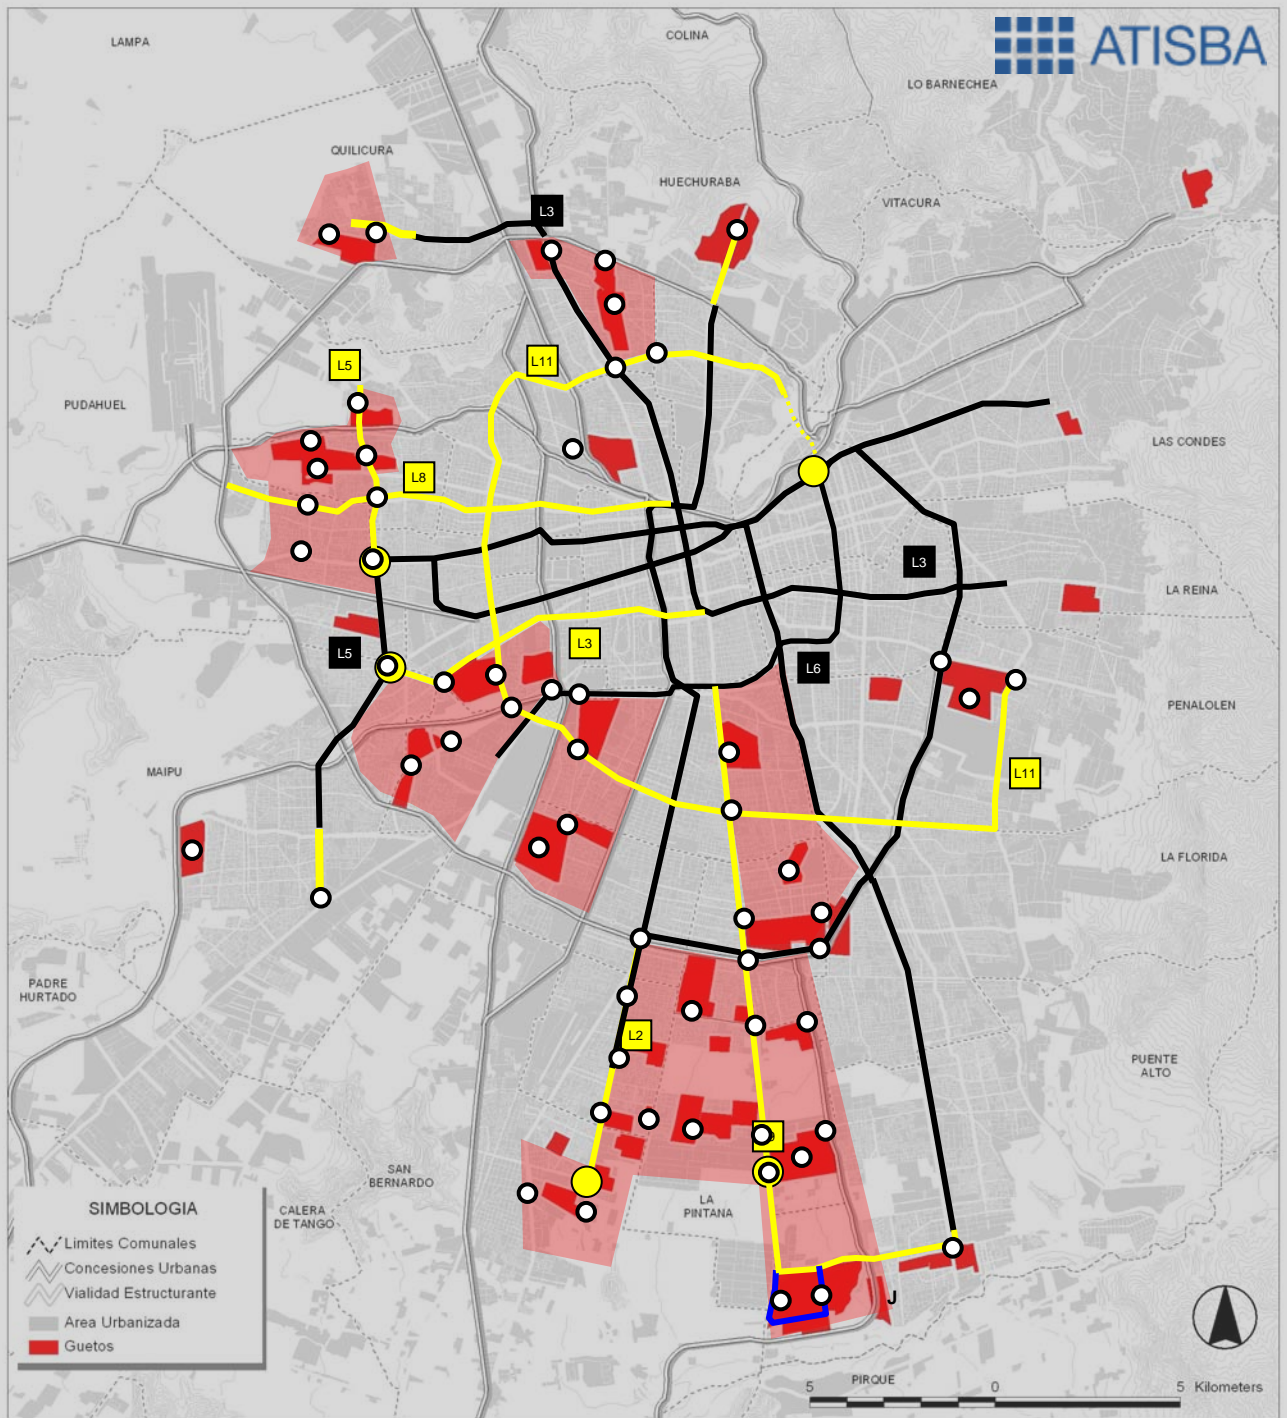 LAMPA
COLINA
ATISBA
LO BARNECHEA
QUILICURA
HUECHURABA
VITACURA
L3
L11
L5
PUDAHUEL
LAS CONDES
L8
L3
LA REINA
L5
L3
L6
PENALOLEN
MAIPU
L11
LA FLORIDA
PADRE
HURTADO
L2
PUENTE
ALTO
SAN
BERNARDO
LA
PINTANA
CALERA
DE TANGO
J
PIRQUE
SIMBOLOGIA
Limites Comunales
Concesiones Urbanas
Vialidad Estructurante
Area Urbanizada
Guetos
5 0 5 Kilometers